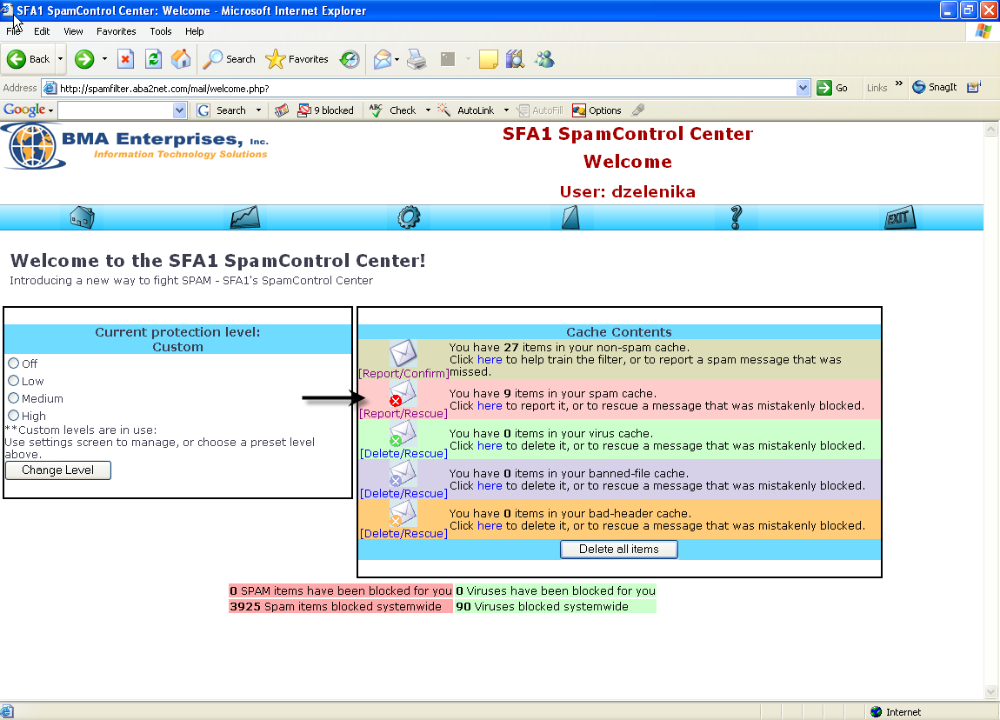 SFA1 SpamControl Center: Welcome - Microsoft Internet Explorer
File Edit View Favorites Tools Help
Back Search Favorites
Address http://spamfilter.aba2net.com/mail/welcome.php? Go Links » SnagIt
Google G Search 9 blocked ABC Check AutoLink AutoFill Options
BMA Enterprises, Inc.
Information Technology Solutions
SFA1 SpamControl Center
Welcome
User: dzelenika
? EXIT
Welcome to the SFA1 SpamControl Center!
Introducing a new way to fight SPAM - SFA1's SpamControl Center
Current protection level:
Custom
Off
Low
Medium
High
**Custom levels are in use:
Use settings screen to manage, or choose a preset level
above.
Change Level
Cache Contents
You have 27 items in your non-spam cache.
Click here to help train the filter, or to report a spam message that was
[Report/Confirm]missed.
You have 9 items in your spam cache.
Click here to report it, or to rescue a message that was mistakenly blocked.
[Report/Rescue]
You have 0 items in your virus cache.
Click here to delete it, or to rescue a message that was mistakenly blocked.
[Delete/Rescue]
You have 0 items in your banned-file cache.
Click here to delete it, or to rescue a message that was mistakenly blocked.
[Delete/Rescue]
You have 0 items in your bad-header cache.
Click here to delete it, or to rescue a message that was mistakenly blocked.
[Delete/Rescue]
Delete all items
0 SPAM items have been blocked for you 0 Viruses have been blocked for you
3925 Spam items blocked systemwide 90 Viruses blocked systemwide
Internet